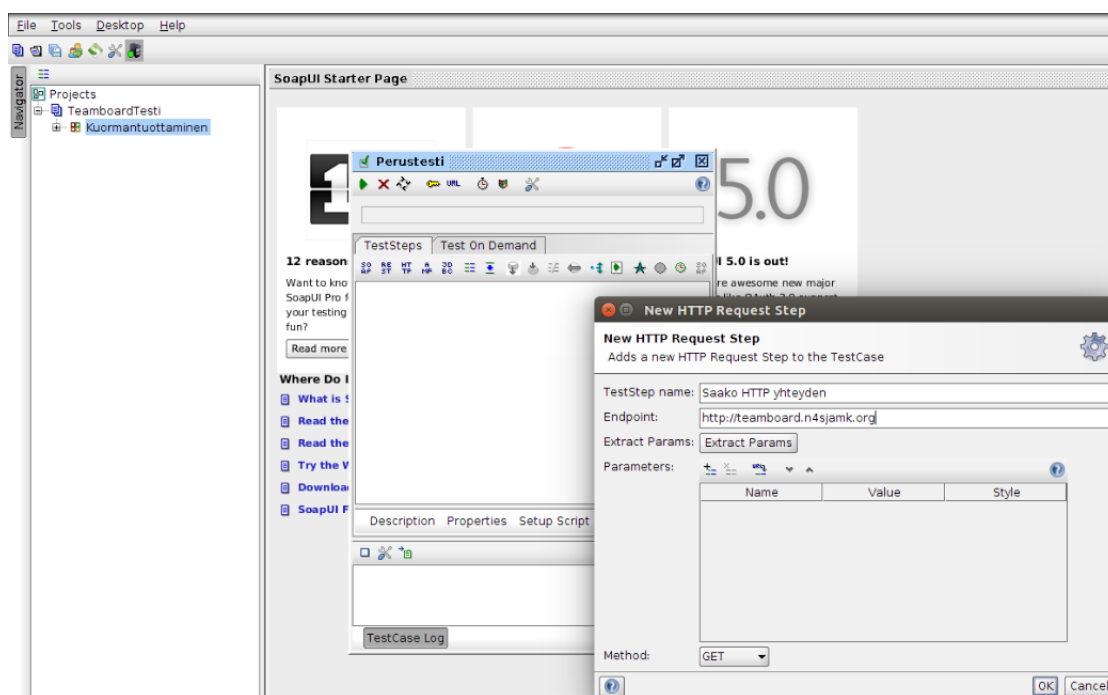 File Tools Desktop Help
Navigator
Projects
TeamboardTesti
Kuormantuottaminen
SoapUI Starter Page
5.0
12 reason
Want to kno
SoapUI Pro f
your testing
fun?
Read more
I 5.0 is out!
re awesome new major
Where Do I
What is S
Read the
Read the
Try the W
Downloa
SoapUI F
Perustesti
URL
TestSteps Test On Demand
Description Properties Setup Script
TestCase Log
New HTTP Request Step
New HTTP Request Step
Adds a new HTTP Request Step to the TestCase
TestStep name: Saako HTTP yhteyden
Endpoint: http://teamboard.n4sjamk.org
Extract Params: Extract Params
Parameters:
Name Value Style
Method: GET
OK Cancel